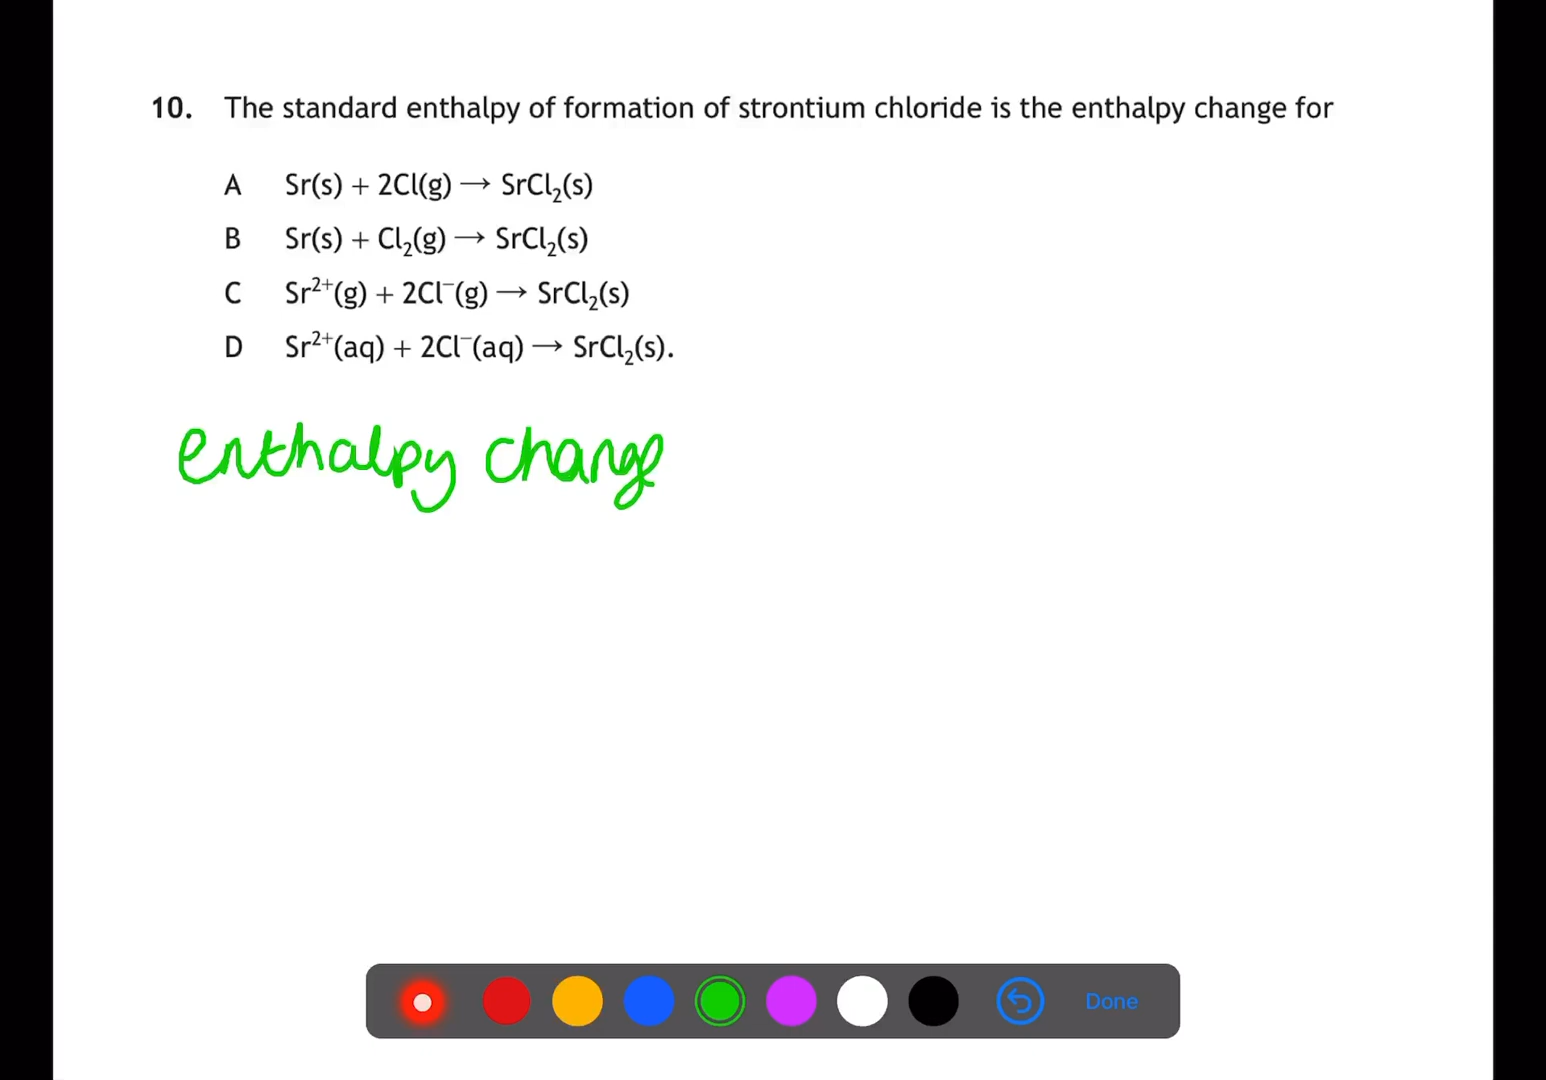 10. The standard enthalpy of formation of strontium chloride is the enthalpy change for
A Sr(s) + 2Cl(g) → SrCl₂(s)
B Sr(s) + Cl₂(g) → SrCl₂(s)
C Sr²⁺(g) + 2Cl⁻(g) → SrCl₂(s)
D Sr²⁺(aq) + 2Cl⁻(aq) → SrCl₂(s).
enthalpy change
Done